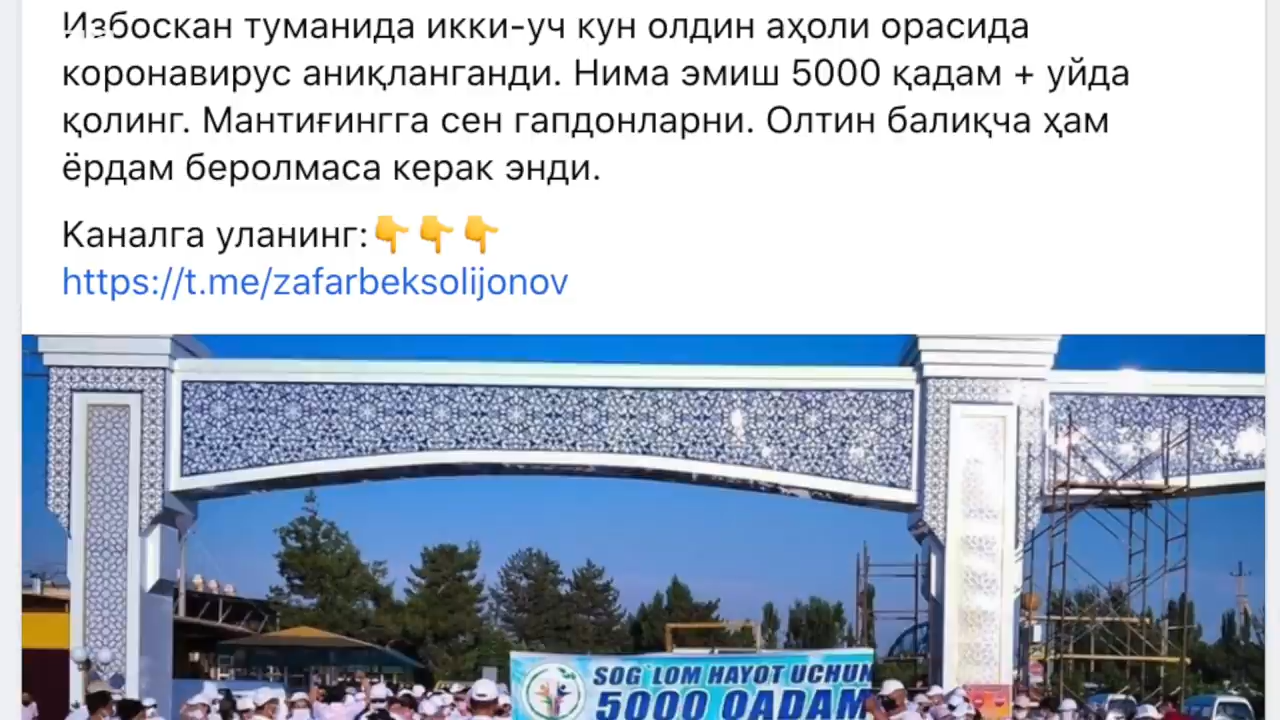 Избоскан туманида икки-уч кун олдин аҳоли орасида
коронавирус аниқланганди. Нима эмиш 5000 қадам + уйда
қолинг. Мантиғингга сен гапдонларни. Олтин балиқча ҳам
ёрдам беролмаса керак энди.
Каналга уланинг:👇👇👇
https://t.me/zafarbeksolijonov
SOG`LOM HAYOT UCHUN
5000 QADAM